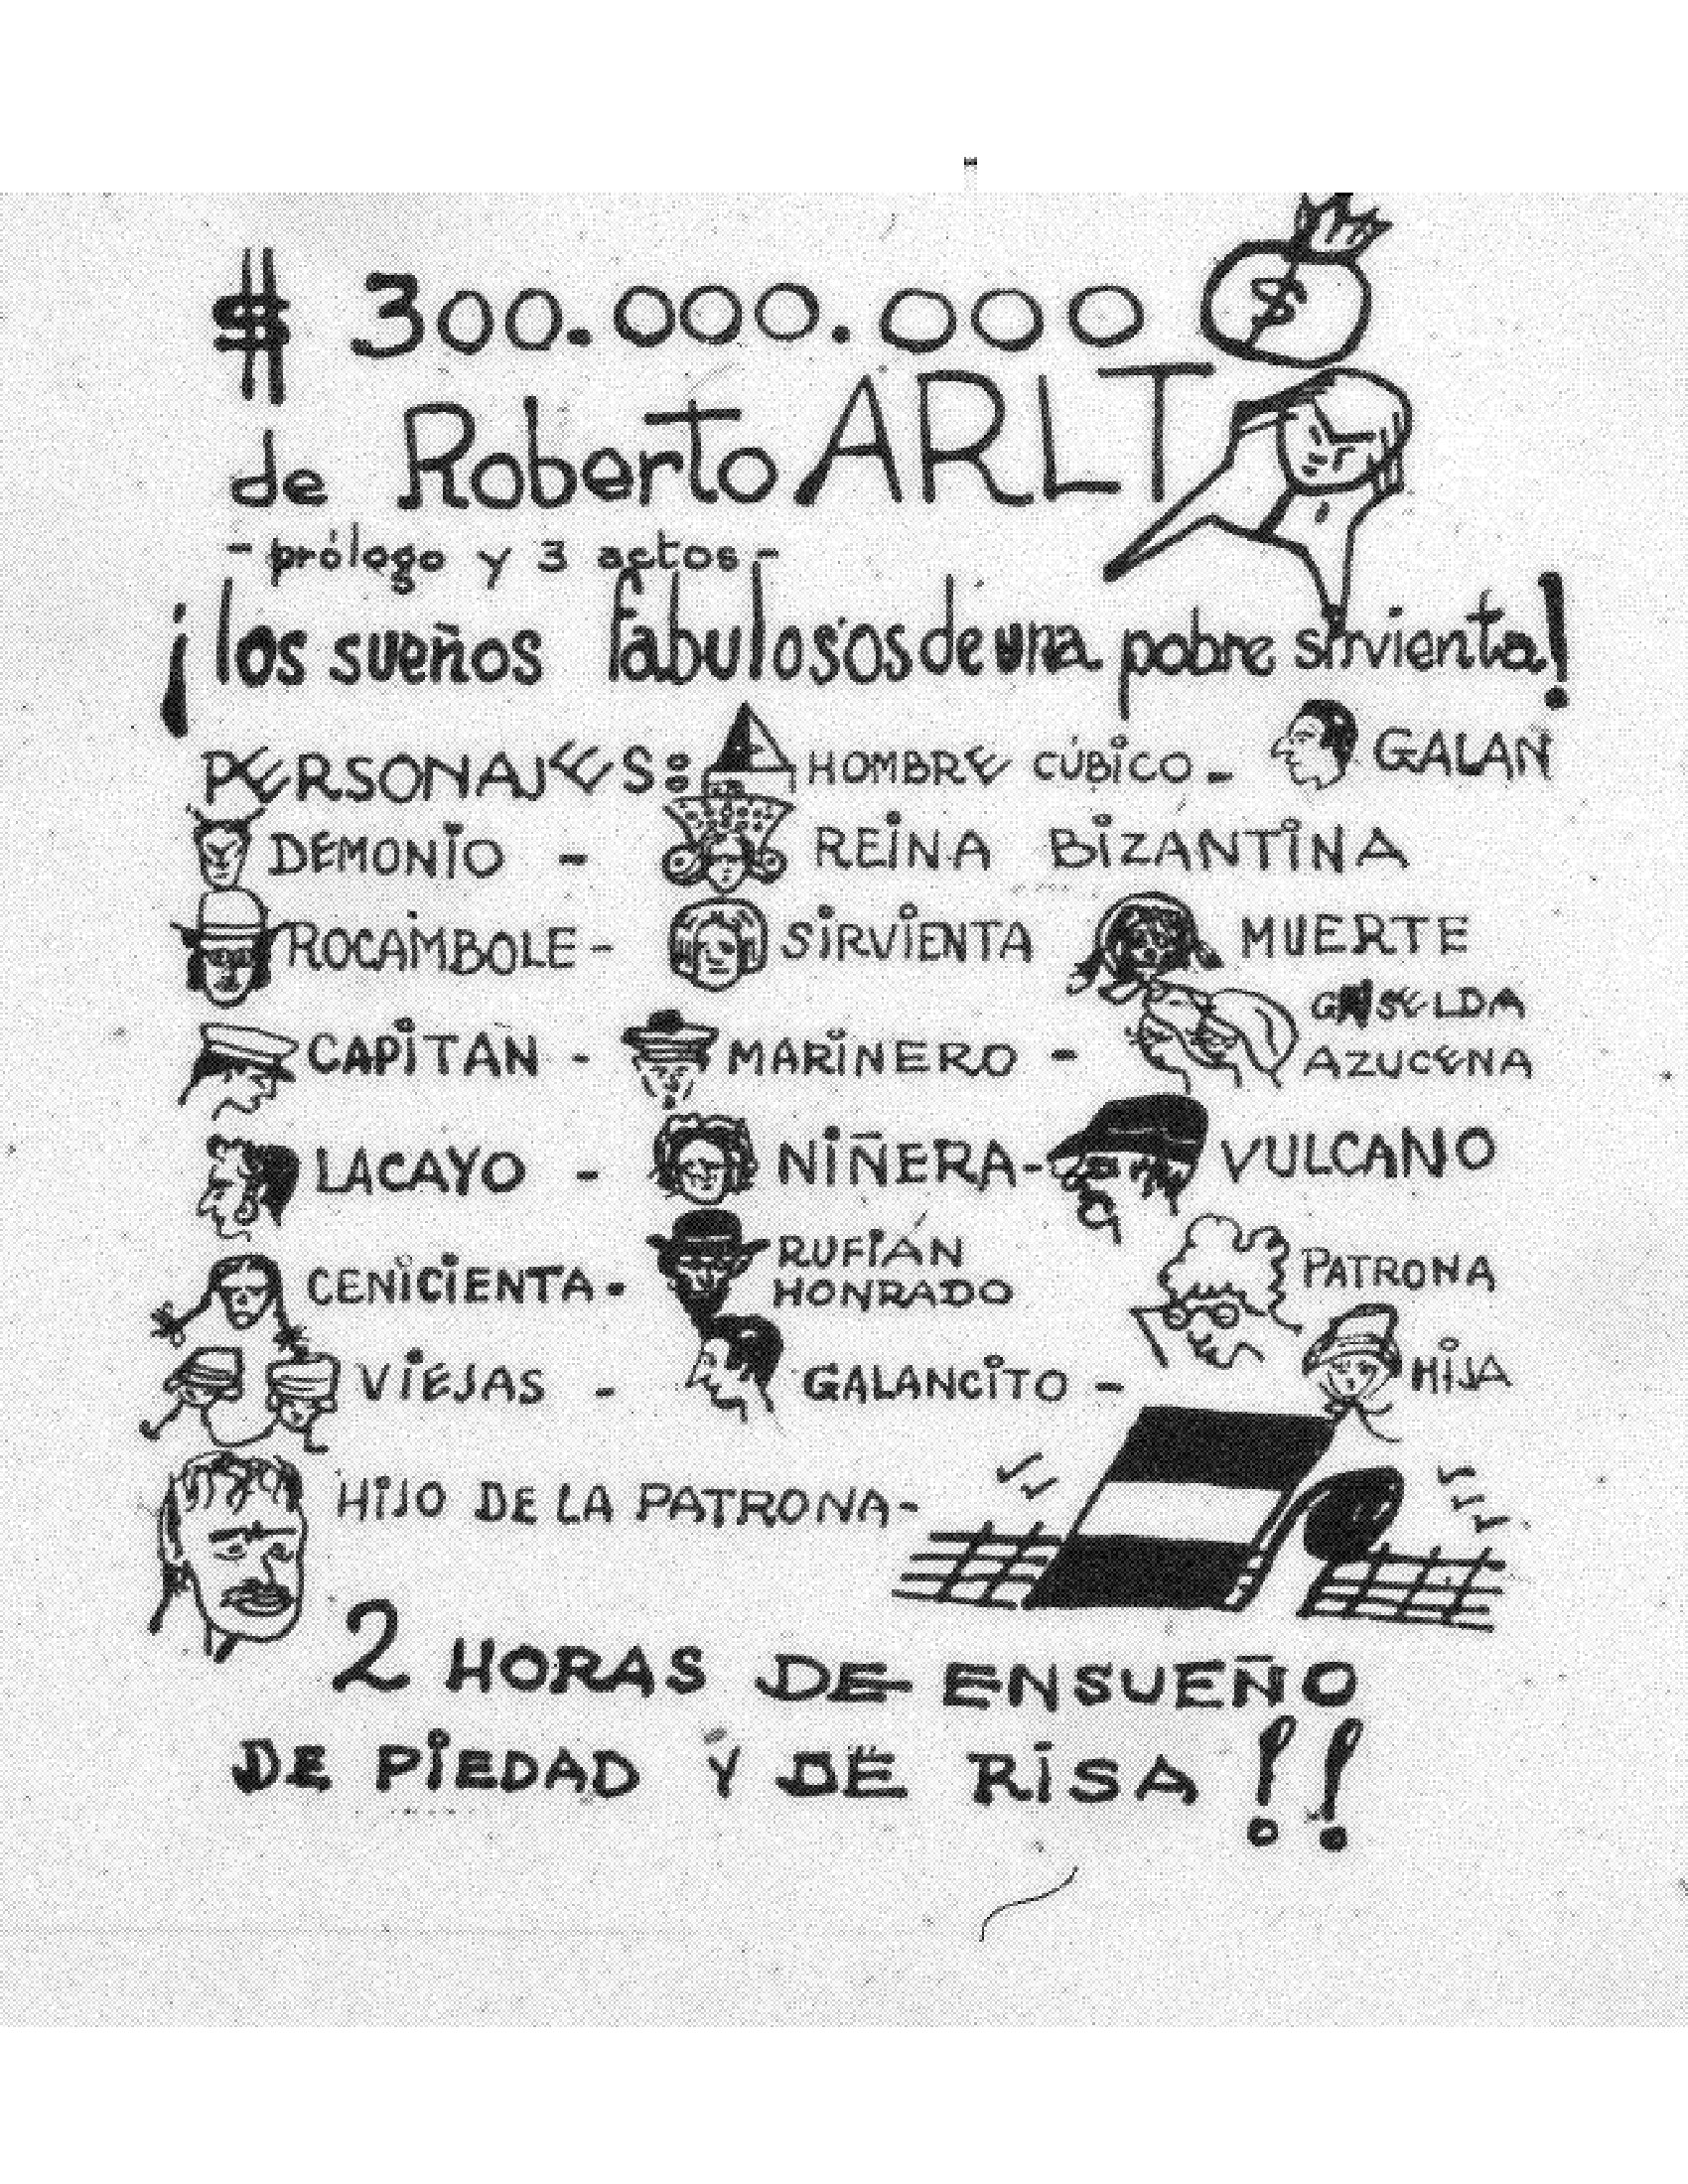 $ 300.000.000 $
de Roberto ARLT
- prólogo y 3 actos -
¡los sueños fabulosos de una pobre sirvienta!
PERSONAJES: HOMBRE CÚBICO - GALAN
DEMONIO - REINA BIZANTINA
ROCAMBOLE - SIRVIENTA MUERTE
GRISELDA
CAPITAN - MARINERO - AZUCENA
LACAYO - NIÑERA - VULCANO
CENICIENTA - RUFIÁN HONRADO PATRONA
VIEJAS - GALANCITO - HIJA
HIJO DE LA PATRONA -
2 HORAS DE ENSUEÑO
DE PIEDAD Y DE RISA !!